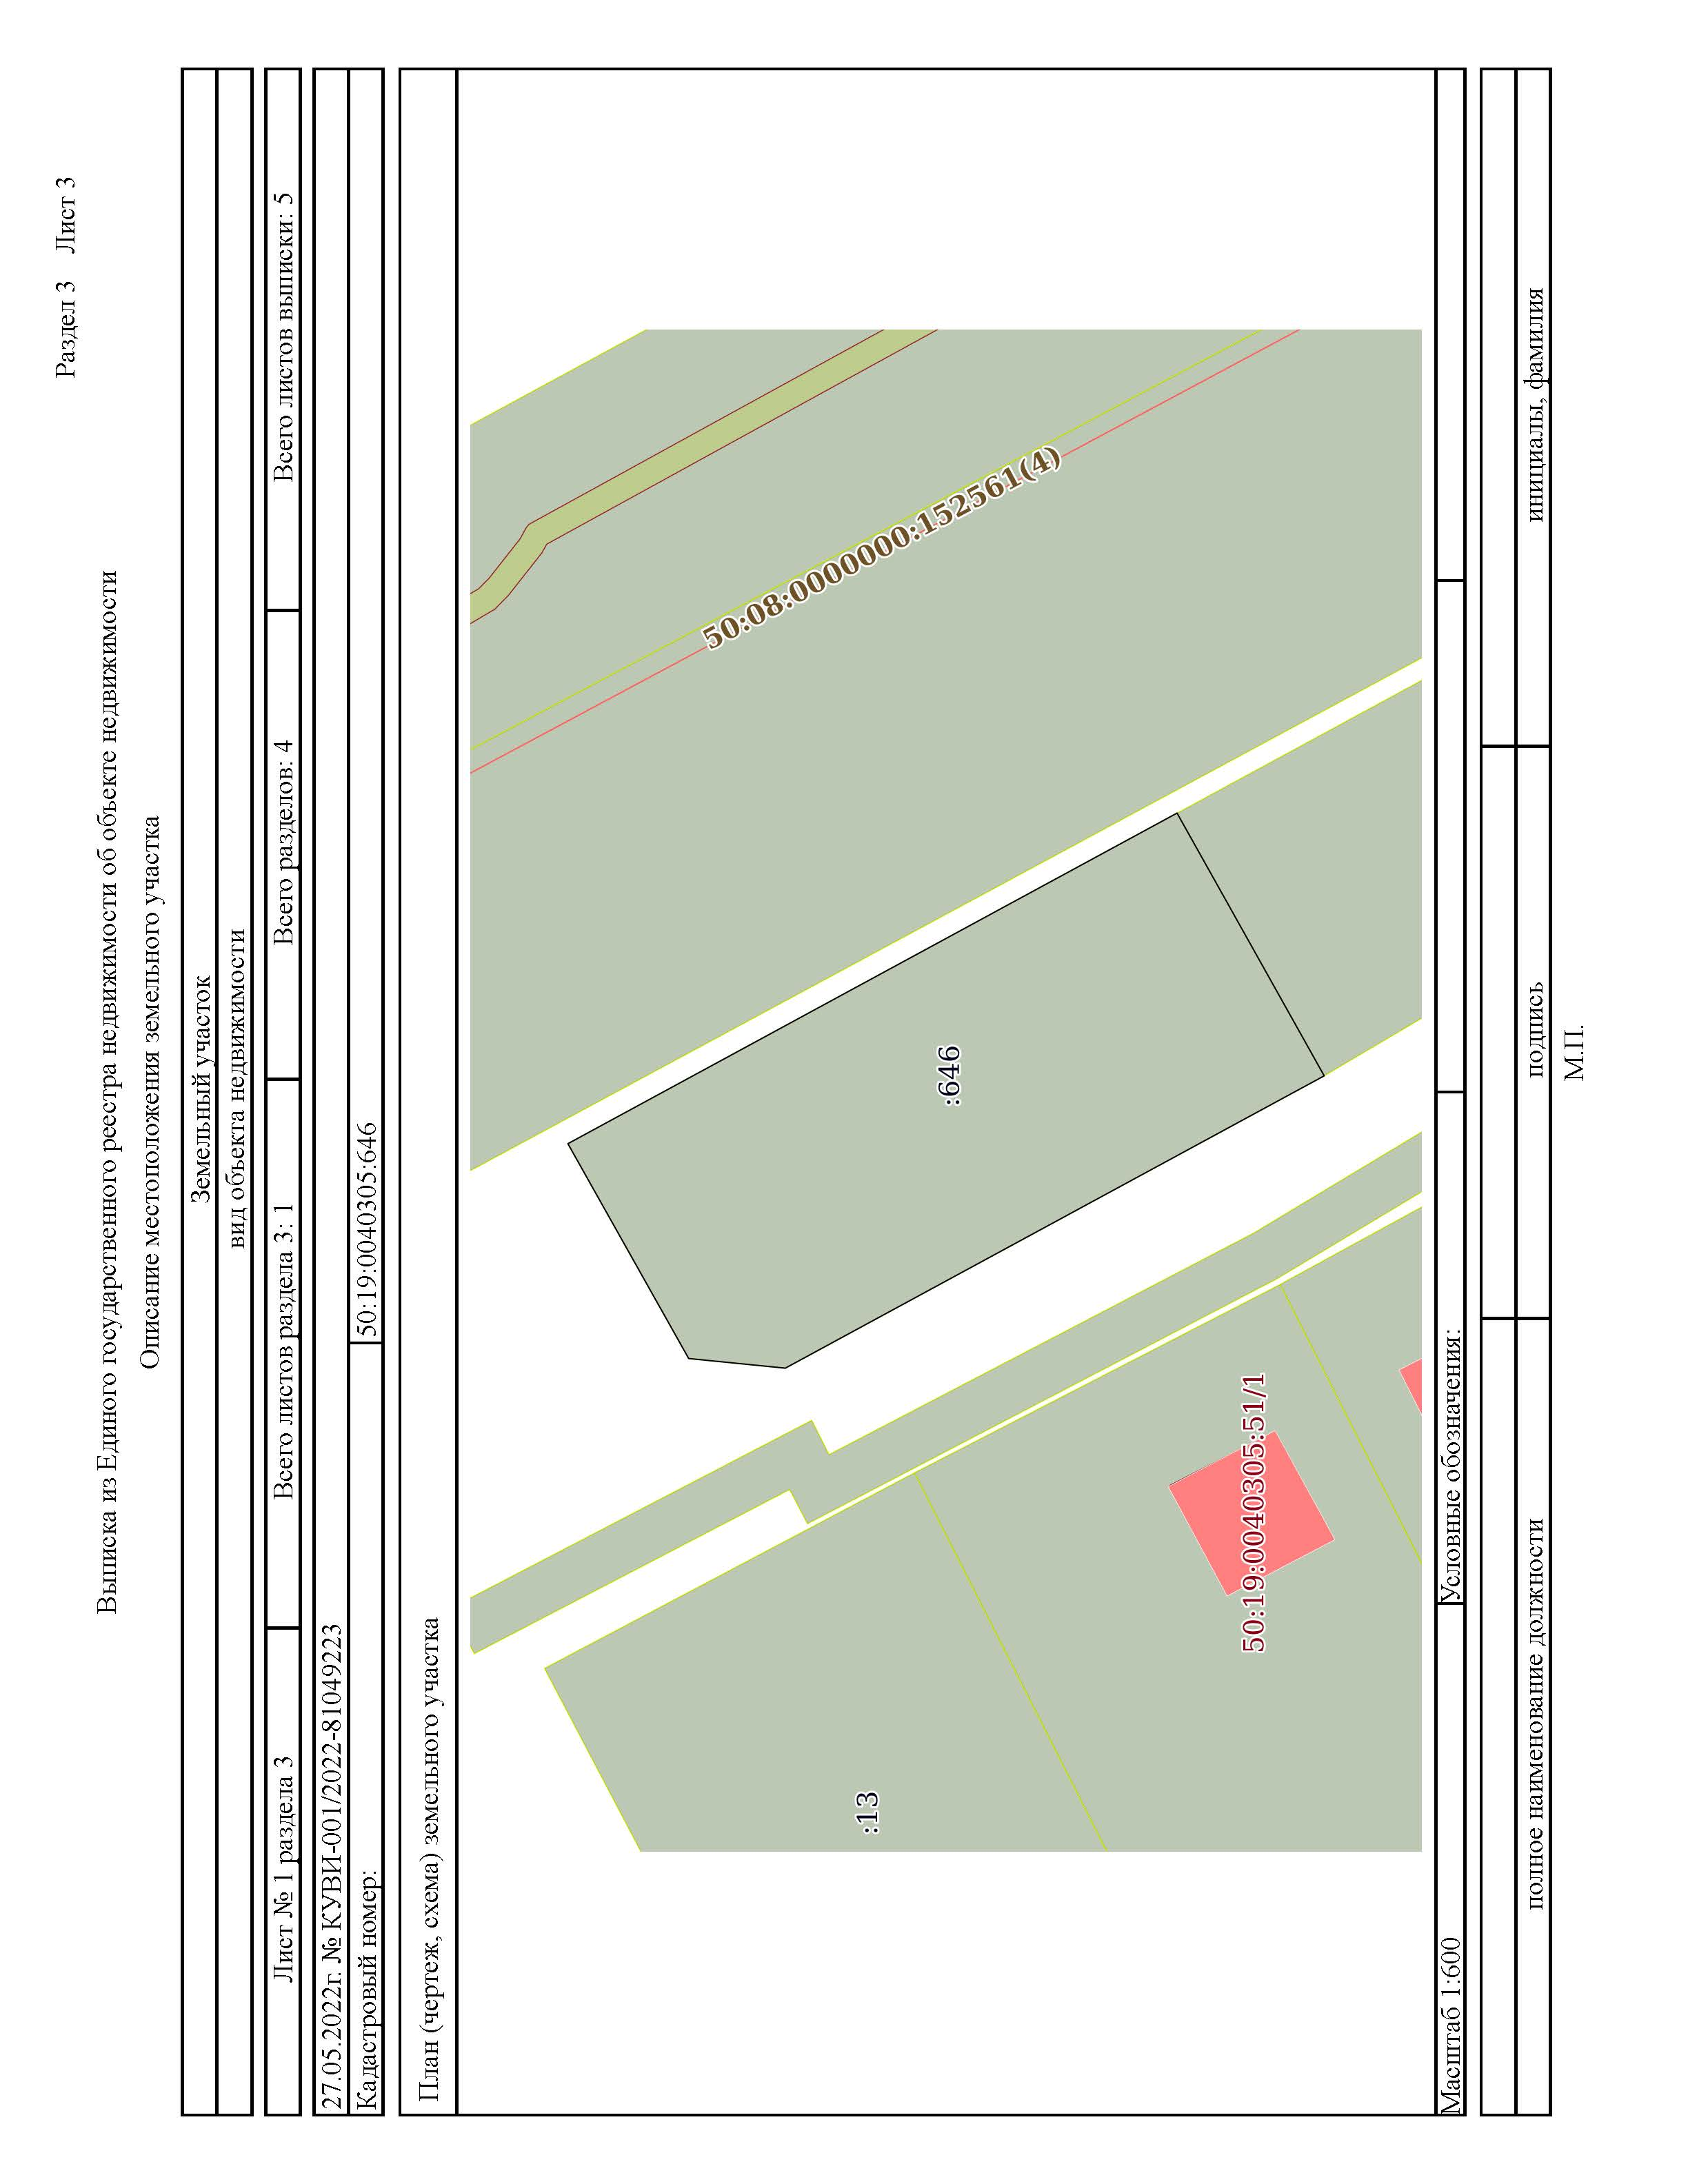 Раздел 3 Лист 3
Выписка из Единого государственного реестра недвижимости об объекте недвижимости
Описание местоположения земельного участка
Земельный участок
вид объекта недвижимости
Лист № 1 раздела 3 Всего листов раздела 3: 1 Всего разделов: 4 Всего листов выписки: 5
27.05.2022г. № КУВИ-001/2022-81049223
Кадастровый номер: 50:19:0040305:646
План (чертеж, схема) земельного участка
50:08:0000000:152561(4)
:13
:646
50:19:0040305:51/1
Масштаб 1:600 Условные обозначения:
полное наименование должности подпись инициалы, фамилия
М.П.